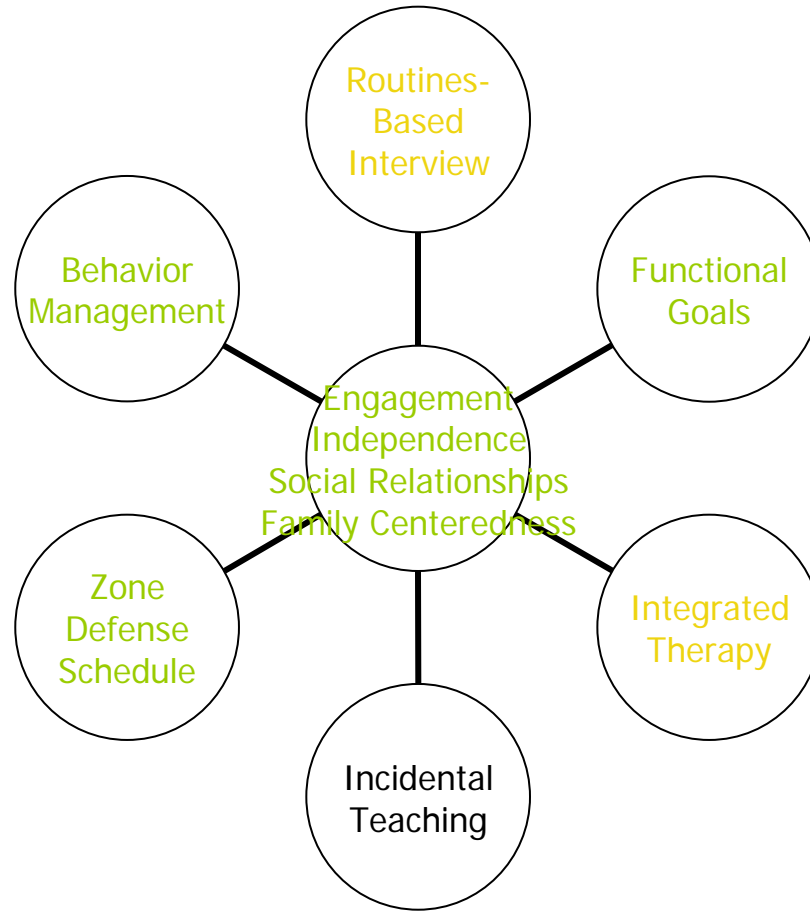 Routines-
Based
Interview
Behavior
Management
Functional
Goals
Engagement
Independence
Social Relationships
Family Centeredness
Zone
Defense
Schedule
Integrated
Therapy
Incidental
Teaching